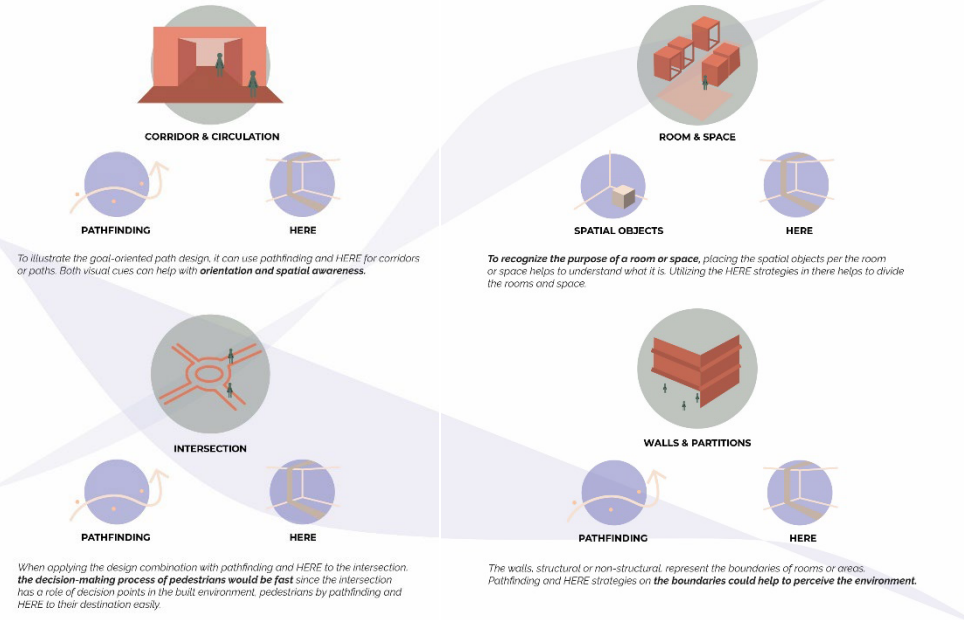 CORRIDOR & CIRCULATION
PATHFINDING
HERE
To illustrate the goal-oriented path design, it can use pathfinding and HERE for corridors
or paths. Both visual cues can help with orientation and spatial awareness.
ROOM & SPACE
SPATIAL OBJECTS
HERE
To recognize the purpose of a room or space, placing the spatial objects per the room
or space helps to understand what it is. Utilizing the HERE strategies in there helps to divide
the rooms and space.
INTERSECTION
PATHFINDING
HERE
When applying the design combination with pathfinding and HERE to the intersection,
the decision-making process of pedestrians would be fast since the intersection
has a role of decision points in the built environment, pedestrians by pathfinding and
HERE to their destination easily.
WALLS & PARTITIONS
PATHFINDING
HERE
The walls, structural or non-structural, represent the boundaries of rooms or areas.
Pathfinding and HERE strategies on the boundaries could help to perceive the environment.